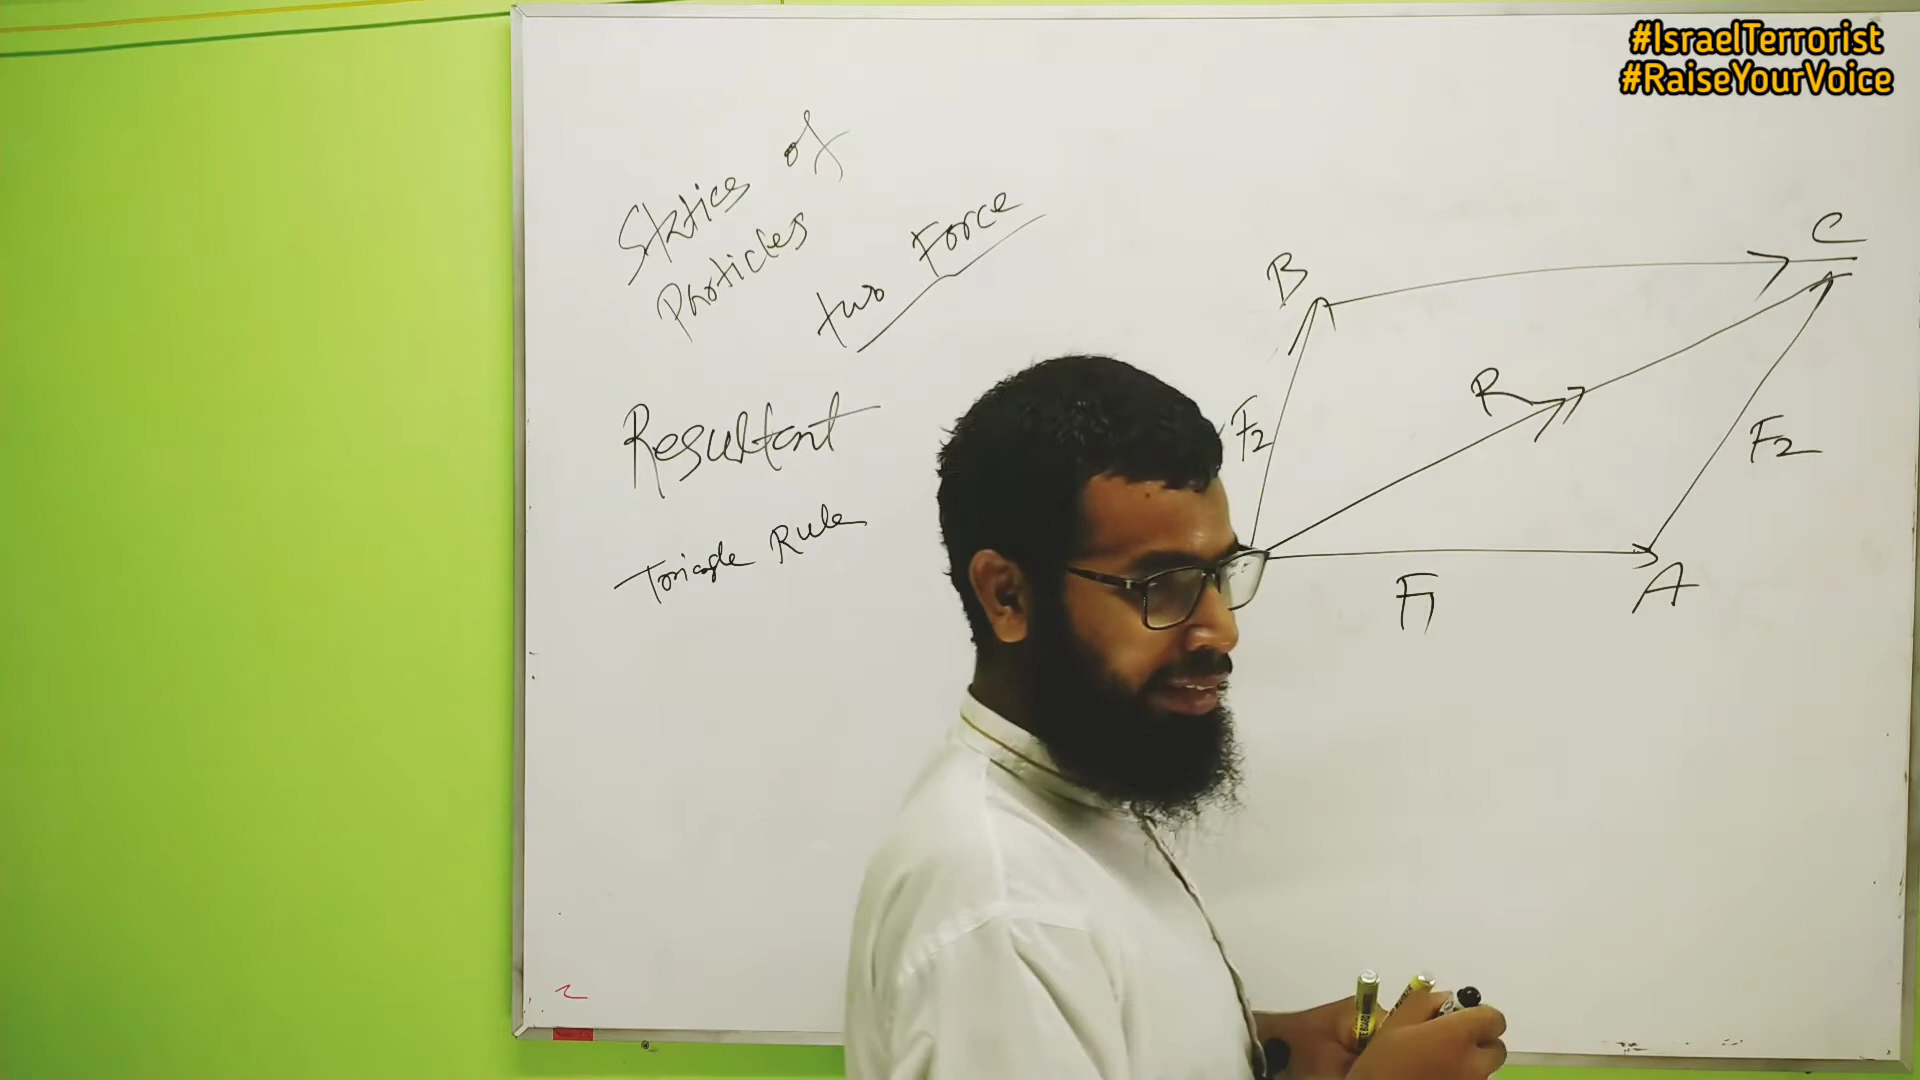 #IsraelTerrorist
#RaiseYourVoice
Statics of
Particles
two Force
Resultant
Triangle Rule
B
C
R
F2
F2
F1
A